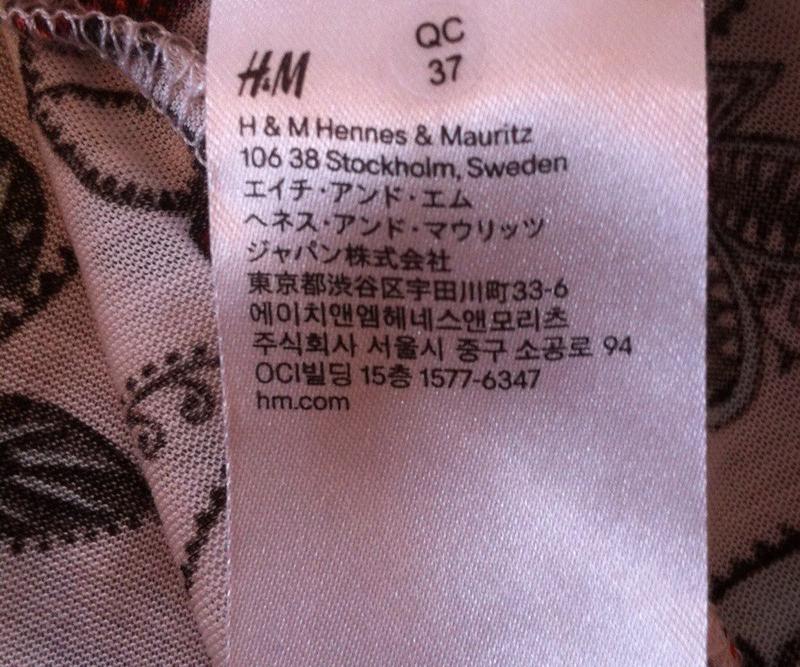 H&M
QC
37
H & M Hennes & Mauritz
106 38 Stockholm, Sweden
エイチ・アンド・エム
ヘネス・アンド・マウリッツ
ジャパン株式会社
東京都渋谷区宇田川町33-6
에이치앤엠헤네스앤모리츠
주식회사 서울시 중구 소공로 94
OCI빌딩 15층 1577-6347
hm.com